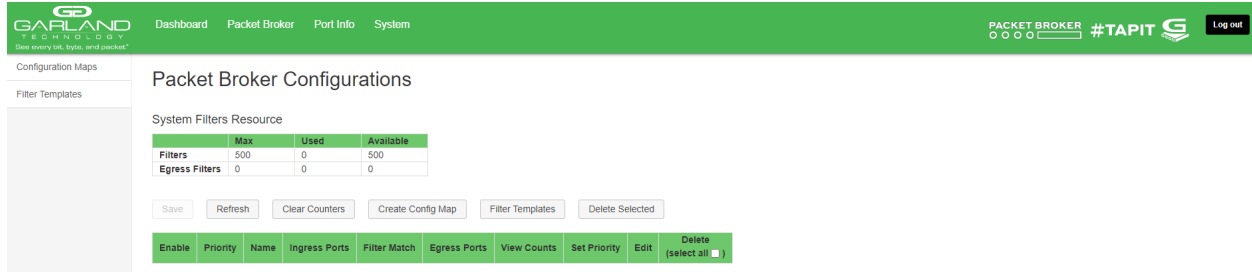 GARLAND
TECHNOLOGY
See every bit, byte, and packet®
Dashboard Packet Broker Port Info System
PACKET BROKER #TAPIT
Log out
Configuration Maps
Filter Templates
Packet Broker Configurations
System Filters Resource
Max Used Available
Filters 500 0 500
Egress Filters 0 0 0
Save Refresh Clear Counters Create Config Map Filter Templates Delete Selected
Enable Priority Name Ingress Ports Filter Match Egress Ports View Counts Set Priority Edit Delete
(select all )